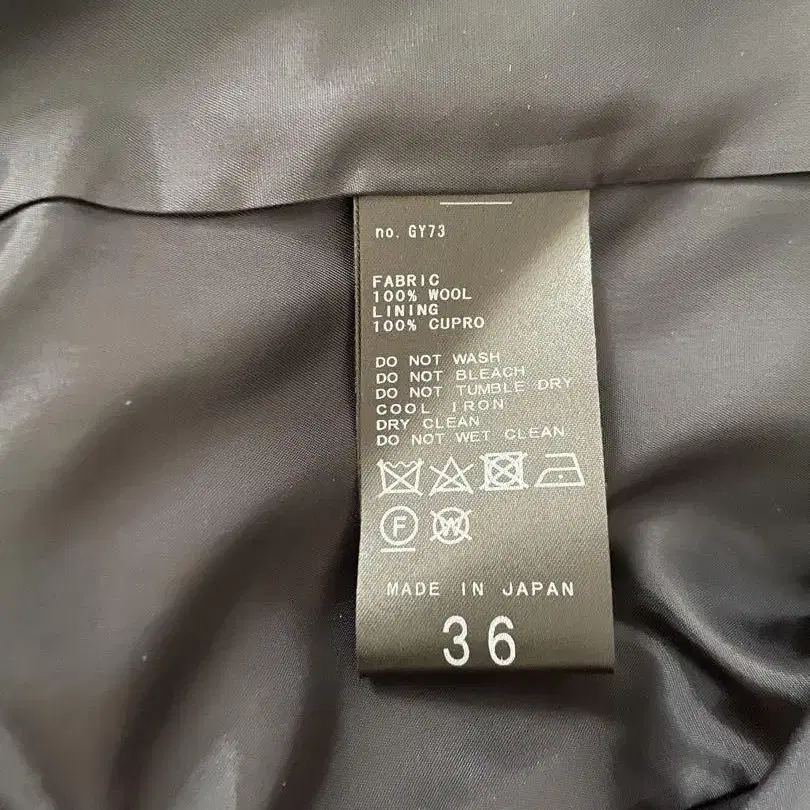 no. GY73
FABRIC
100% WOOL
LINING
100% CUPRO
DO NOT WASH
DO NOT BLEACH
DO NOT TUMBLE DRY
COOL IRON
DRY CLEAN
DO NOT WET CLEAN
F W
MADE IN JAPAN
36